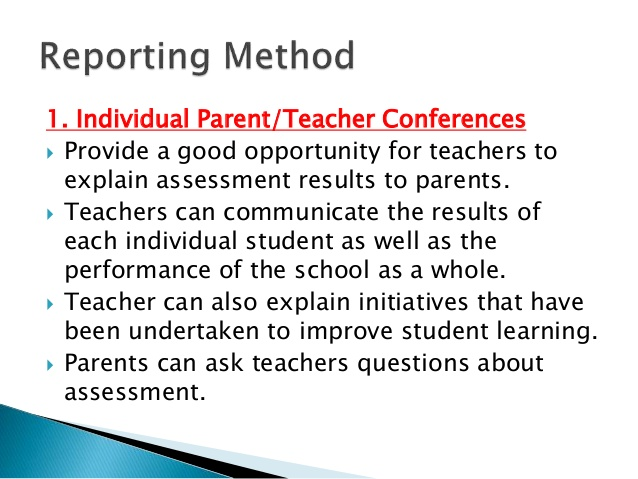 Reporting Method
1. Individual Parent/Teacher Conferences
Provide a good opportunity for teachers to
explain assessment results to parents.
Teachers can communicate the results of
each individual student as well as the
performance of the school as a whole.
Teacher can also explain initiatives that have
been undertaken to improve student learning.
Parents can ask teachers questions about
assessment.